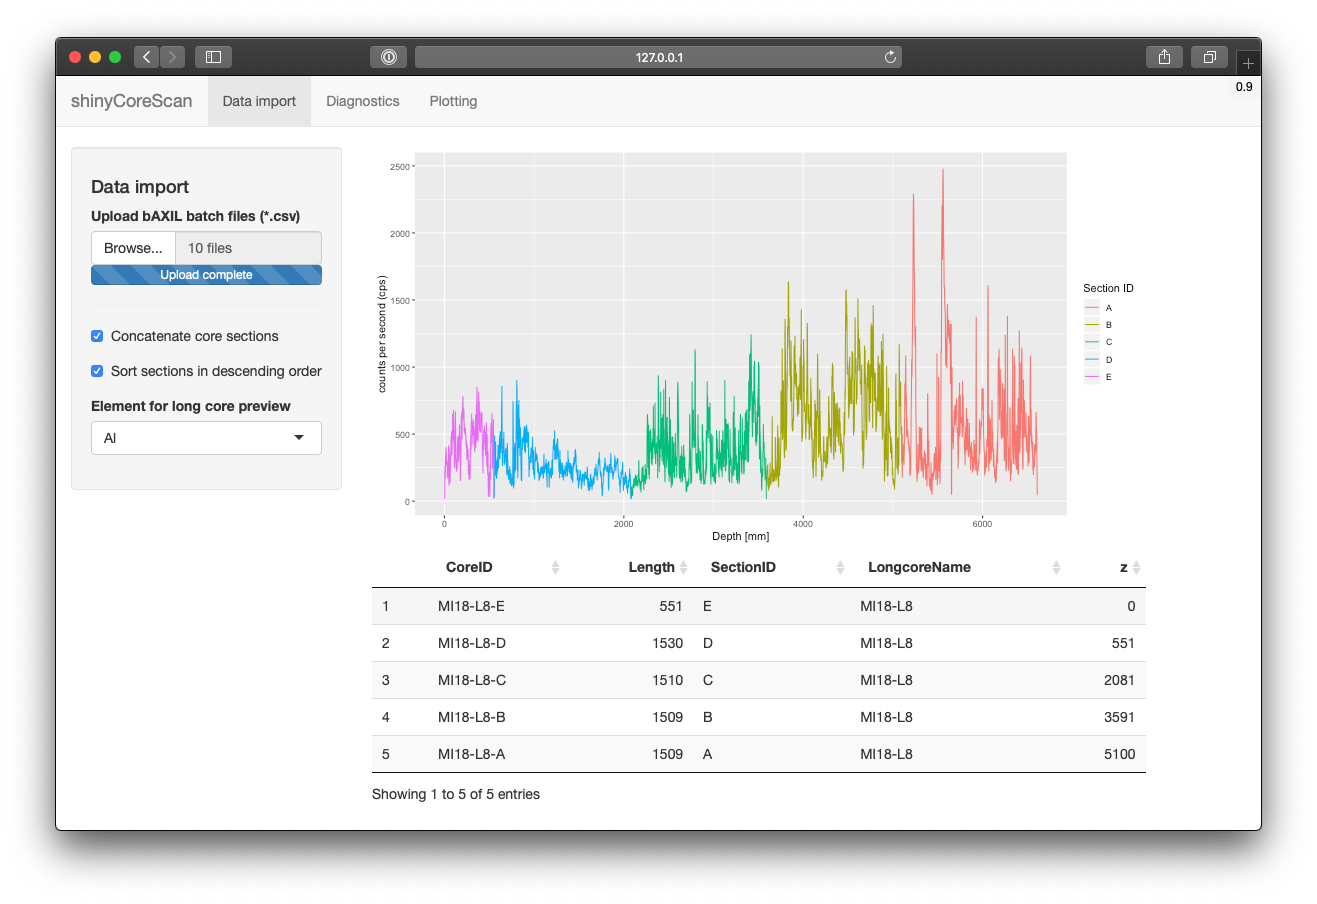 127.0.0.1
0.9
shinyCoreScan Data import Diagnostics Plotting
Data import
Upload bAXIL batch files (*.csv)
Browse... 10 files
Upload complete
Concatenate core sections
Sort sections in descending order
Element for long core preview
Al
2500
2000
1500
1000
500
0
counts per second (cps)
0 2000 4000 6000
Depth [mm]
Section ID
A
B
C
D
E
CoreID Length SectionID LongcoreName z
1 MI18-L8-E 551 E MI18-L8 0
2 MI18-L8-D 1530 D MI18-L8 551
3 MI18-L8-C 1510 C MI18-L8 2081
4 MI18-L8-B 1509 B MI18-L8 3591
5 MI18-L8-A 1509 A MI18-L8 5100
Showing 1 to 5 of 5 entries